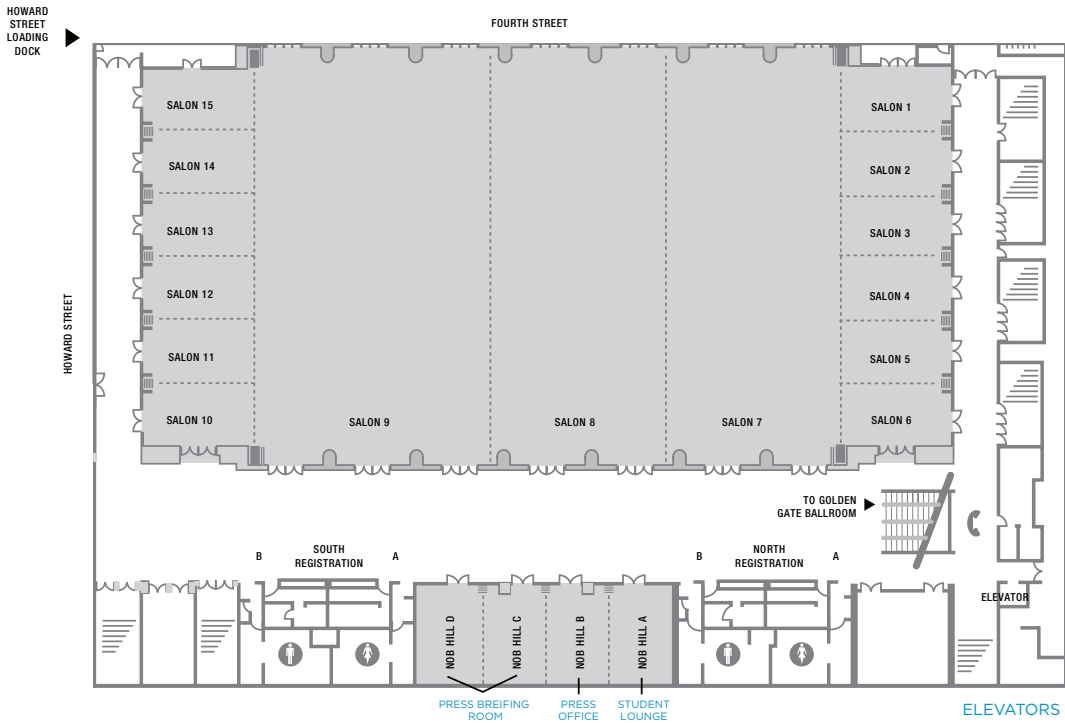 HOWARD
STREET
LOADING
DOCK
FOURTH STREET
SALON 15
SALON 1
SALON 14
SALON 2
SALON 13
SALON 3
SALON 12
SALON 4
HOWARD STREET
SALON 11
SALON 5
SALON 10
SALON 9
SALON 8
SALON 7
SALON 6
TO GOLDEN
GATE BALLROOM
B
SOUTH
REGISTRATION
A
B
NORTH
REGISTRATION
A
ELEVATOR
NOB HILL D
NOB HILL C
NOB HILL B
NOB HILL A
PRESS BREIFING
ROOM
PRESS
OFFICE
STUDENT
LOUNGE
ELEVATORS